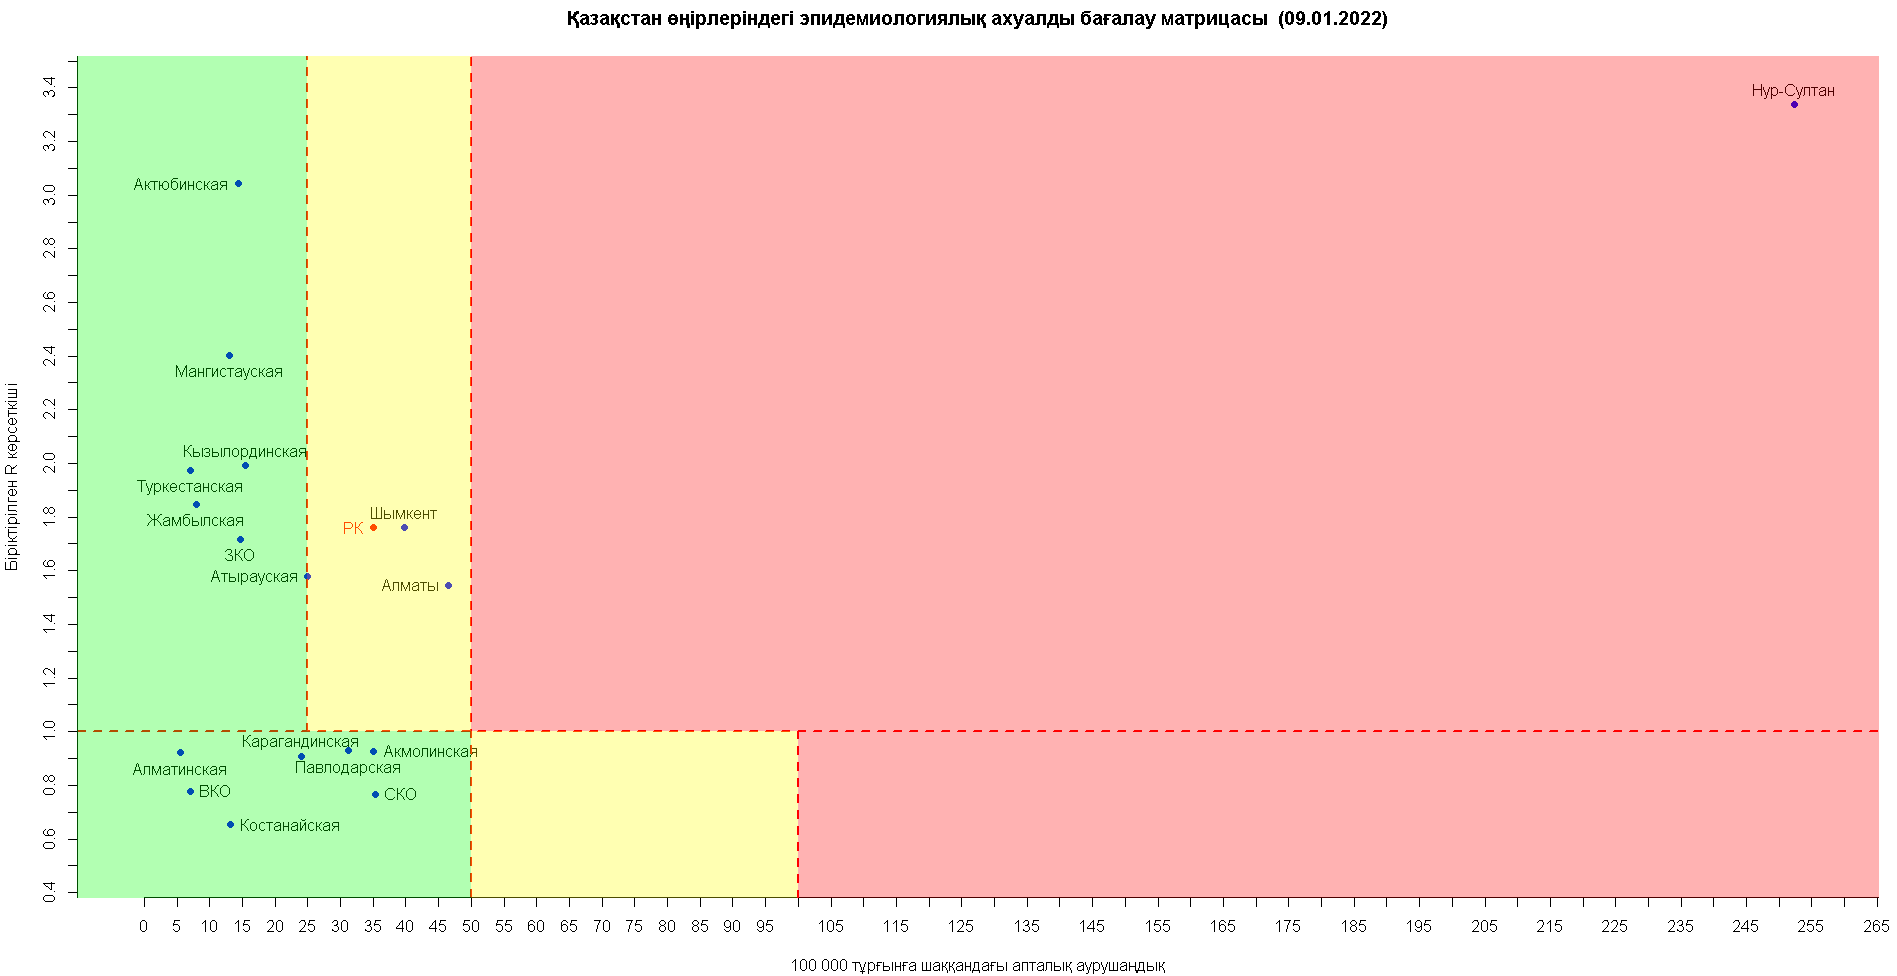 Қазақстан өңірлеріндегі эпидемиологиялық ахуалды бағалау матрицасы (09.01.2022)
Біріктірілген R көрсеткіші
3.4
3.2
3.0
2.8
2.6
2.4
2.2
2.0
1.8
1.6
1.4
1.2
1.0
0.8
0.6
0.4
Нур-Султан
Актюбинская
Мангистауская
Кызылординская
Туркестанская
Жамбылская
Шымкент
РК
ЗКО
Атырауская
Алматы
Карагандинская
Акмолинская
Алматинская
Павлодарская
ВКО
СКО
Костанайская
0 5 10 15 20 25 30 35 40 45 50 55 60 65 70 75 80 85 90 95 105 115 125 135 145 155 165 175 185 195 205 215 225 235 245 255 265
100 000 тұрғынға шаққандағы апталық аурушаңдық